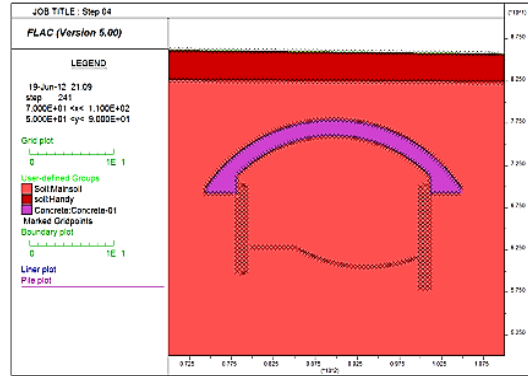 JOB TITLE : Step 04
FLAC (Version 5.00)
LEGEND
19-Jun-12 21:09
step 241
7.000E+01 <x< 1.100E+02
5.000E+01 <y< 9.000E+01
Grid plot
0 1E 1
User-defined Groups
Soil:Mainsoil
soil:Handy
Concrete:Concrete-01
Marked Gridpoints
Boundary plot
0 1E 1
Liner plot
Pile plot
8.750
8.250
7.750
7.250
6.750
6.250
5.750
5.250
0.725 0.775 0.825 0.875 0.925 0.975 1.025 1.075